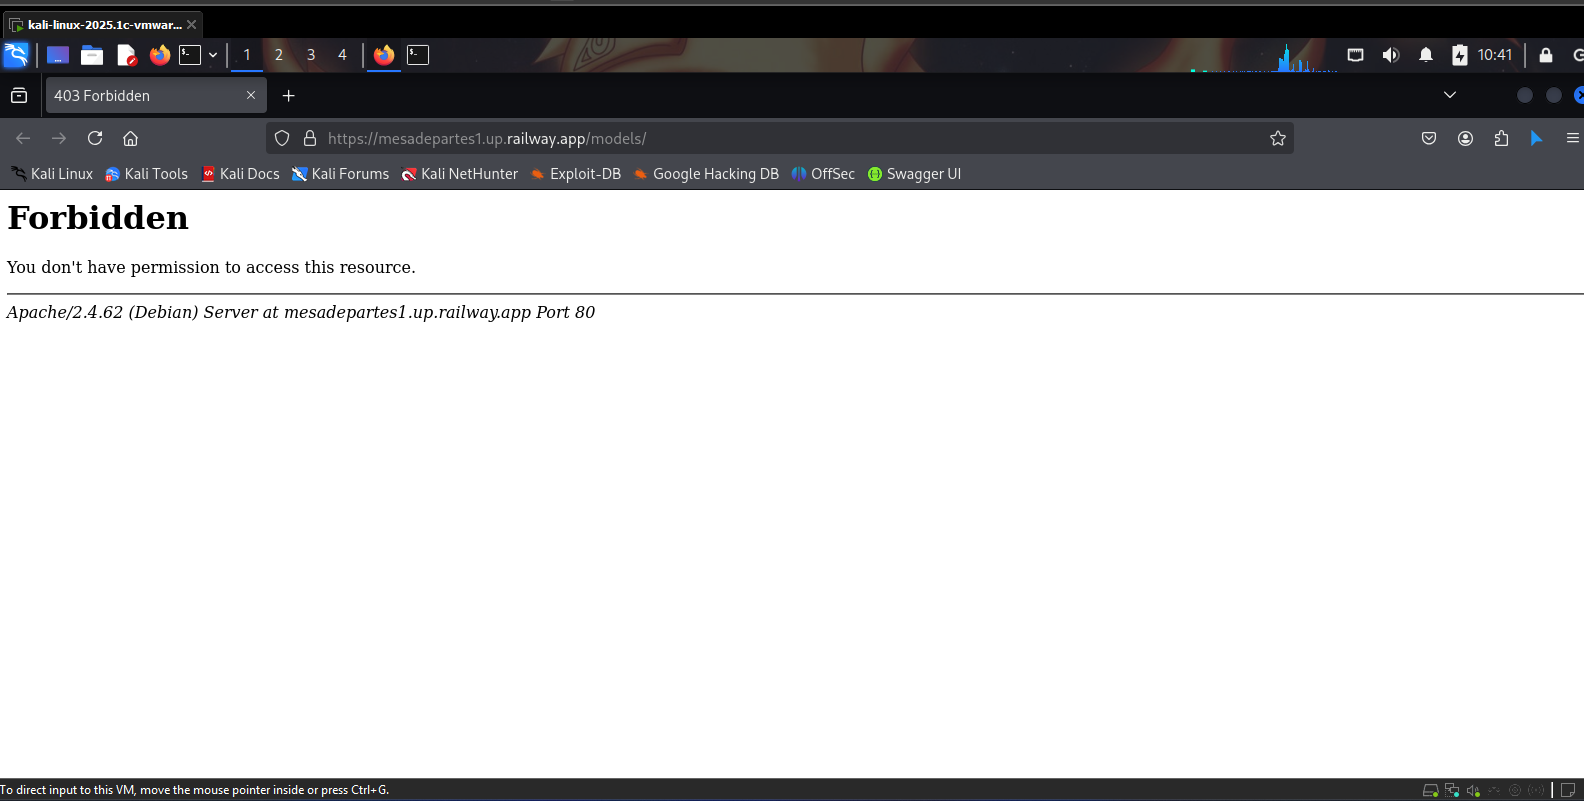 kali-linux-2025.1c-vmwar...
1 2 3 4
10:41
403 Forbidden
https://mesadepartes1.up.railway.app/models/
Kali Linux Kali Tools Kali Docs Kali Forums Kali NetHunter Exploit-DB Google Hacking DB OffSec Swagger UI
Forbidden
You don't have permission to access this resource.
Apache/2.4.62 (Debian) Server at mesadepartes1.up.railway.app Port 80
To direct input to this VM, move the mouse pointer inside or press Ctrl+G.